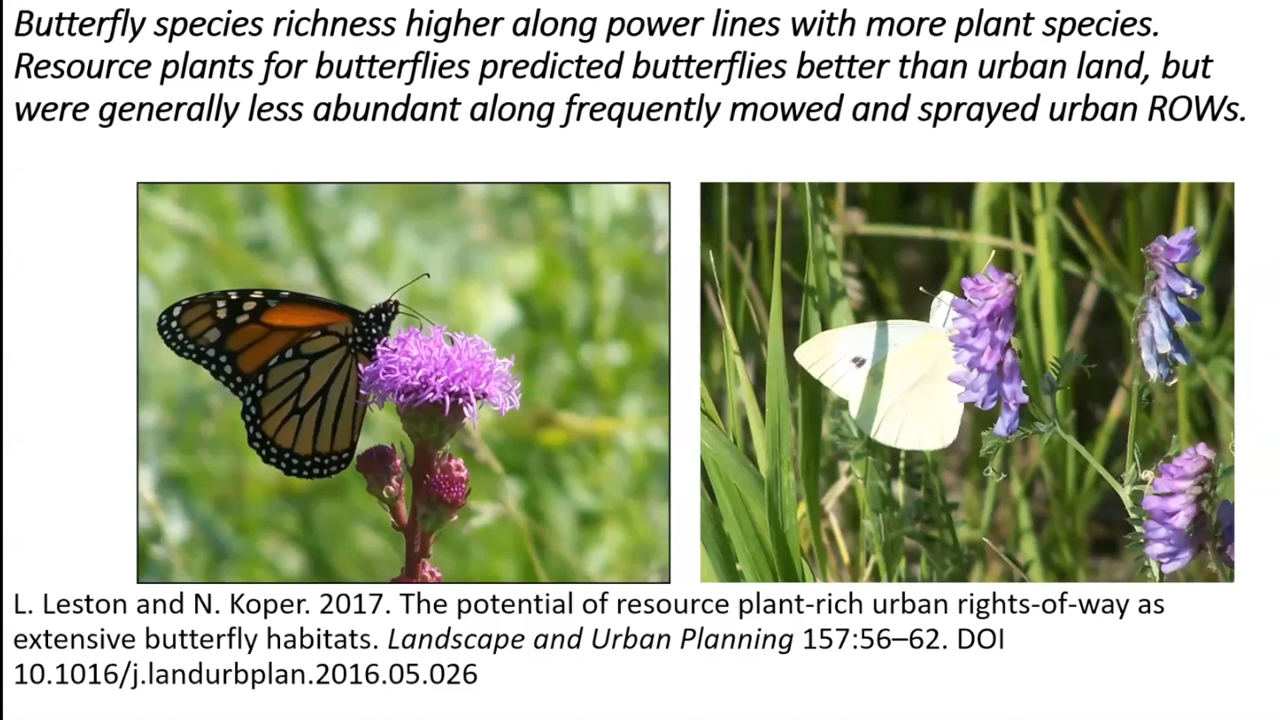 Butterfly species richness higher along power lines with more plant species.
Resource plants for butterflies predicted butterflies better than urban land, but
were generally less abundant along frequently mowed and sprayed urban ROWs.
L. Leston and N. Koper. 2017. The potential of resource plant-rich urban rights-of-way as
extensive butterfly habitats. Landscape and Urban Planning 157:56–62. DOI
10.1016/j.landurbplan.2016.05.026